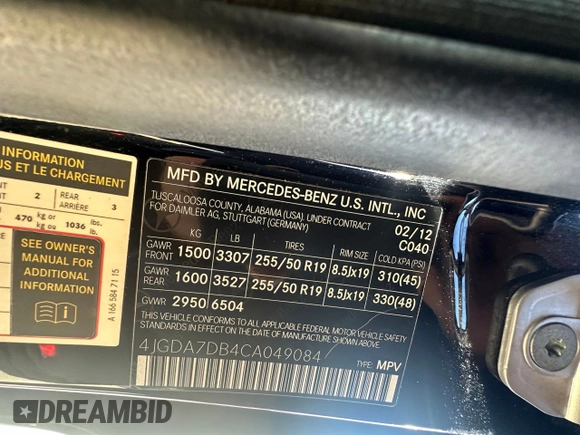 INFORMATION
US ET LE CHARGEMENT
NT 2 REAR 3
NT ARRIÈRE
470 kg or 1036 lbs.
kg ou lb.
SEE OWNER'S
MANUAL FOR
ADDITIONAL
INFORMATION
A 166 584 71 15
MFD BY MERCEDES-BENZ U.S. INTL., INC
TUSCALOOSA COUNTY, ALABAMA (USA). UNDER CONTRACT
FOR DAIMLER AG, STUTTGART (GERMANY)
02/12
C040
KG LB TIRES RIM SIZE COLD KPA (PSI)
GAWR FRONT 1500 3307 255/50 R19 8.5Jx19 310(45)
GAWR REAR 1600 3527 255/50 R19 8.5Jx19 330(48)
GVWR 2950 6504
THIS VEHICLE CONFORMS TO ALL APPLICABLE FEDERAL MOTOR VEHICLE SAFETY
STANDARDS IN EFFECT ON THE DATE OF MANUFACTURE SHOWN ABOVE.
4JGDA7DB4CA049084
TYPE: MPV
DREAMBID